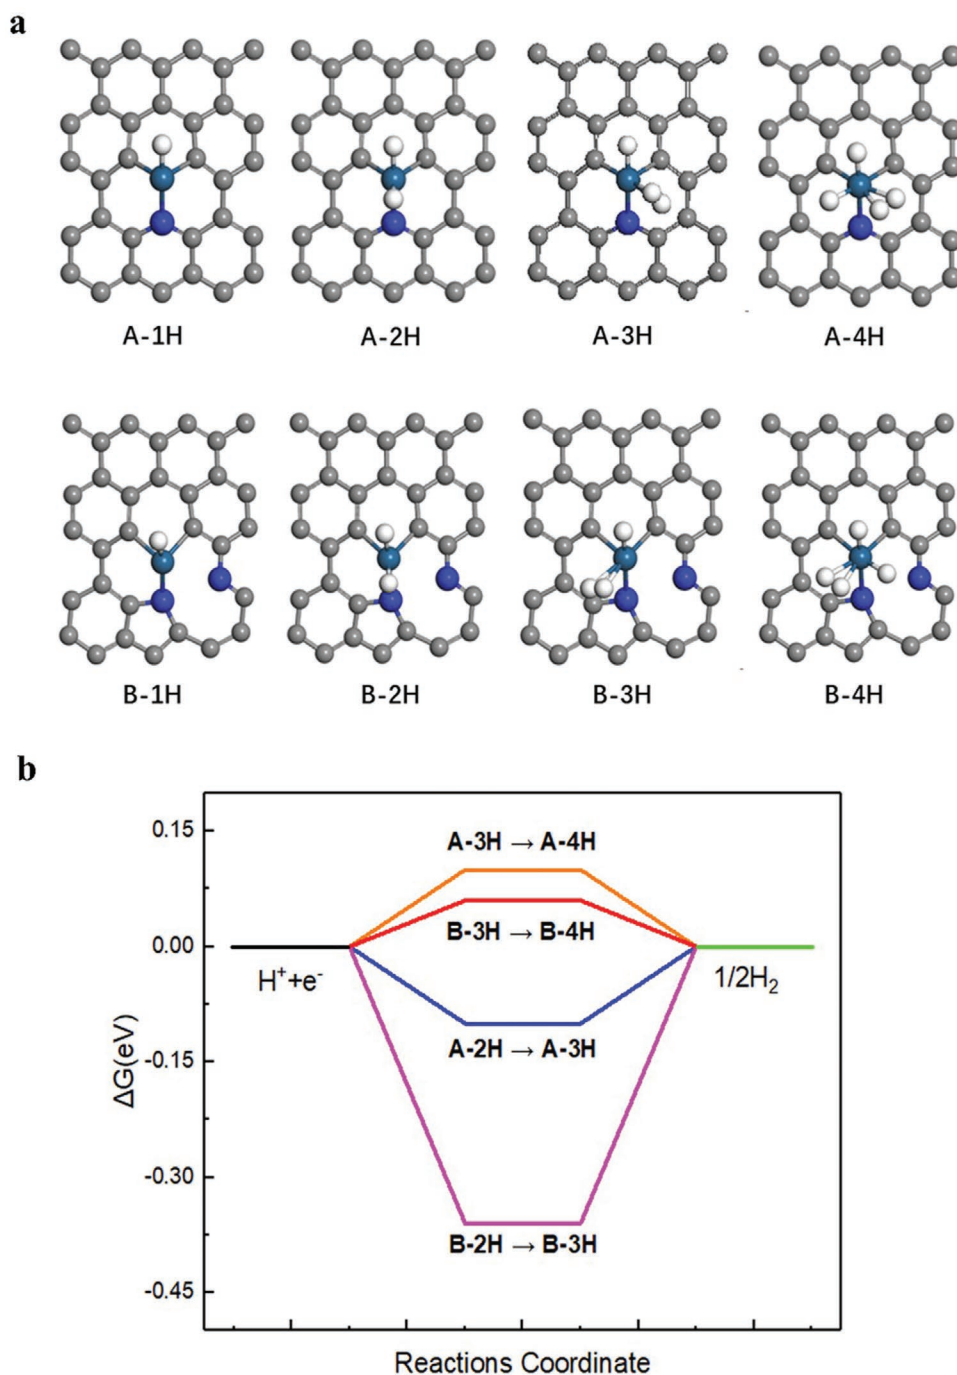 a
A-1H A-2H A-3H A-4H
B-1H B-2H B-3H B-4H
b
0.15
0.00
-0.15
-0.30
-0.45
ΔG(eV)
A-3H → A-4H
B-3H → B-4H
H⁺+e⁻
1/2H₂
A-2H → A-3H
B-2H → B-3H
Reactions Coordinate